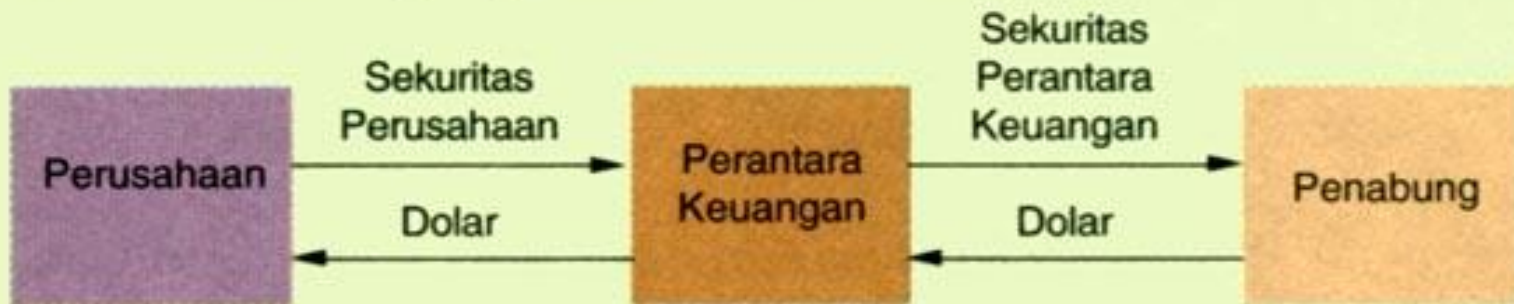 Perusahaan
Sekuritas
Perusahaan
Dolar
Perantara
Keuangan
Sekuritas
Perantara
Keuangan
Dolar
Penabung